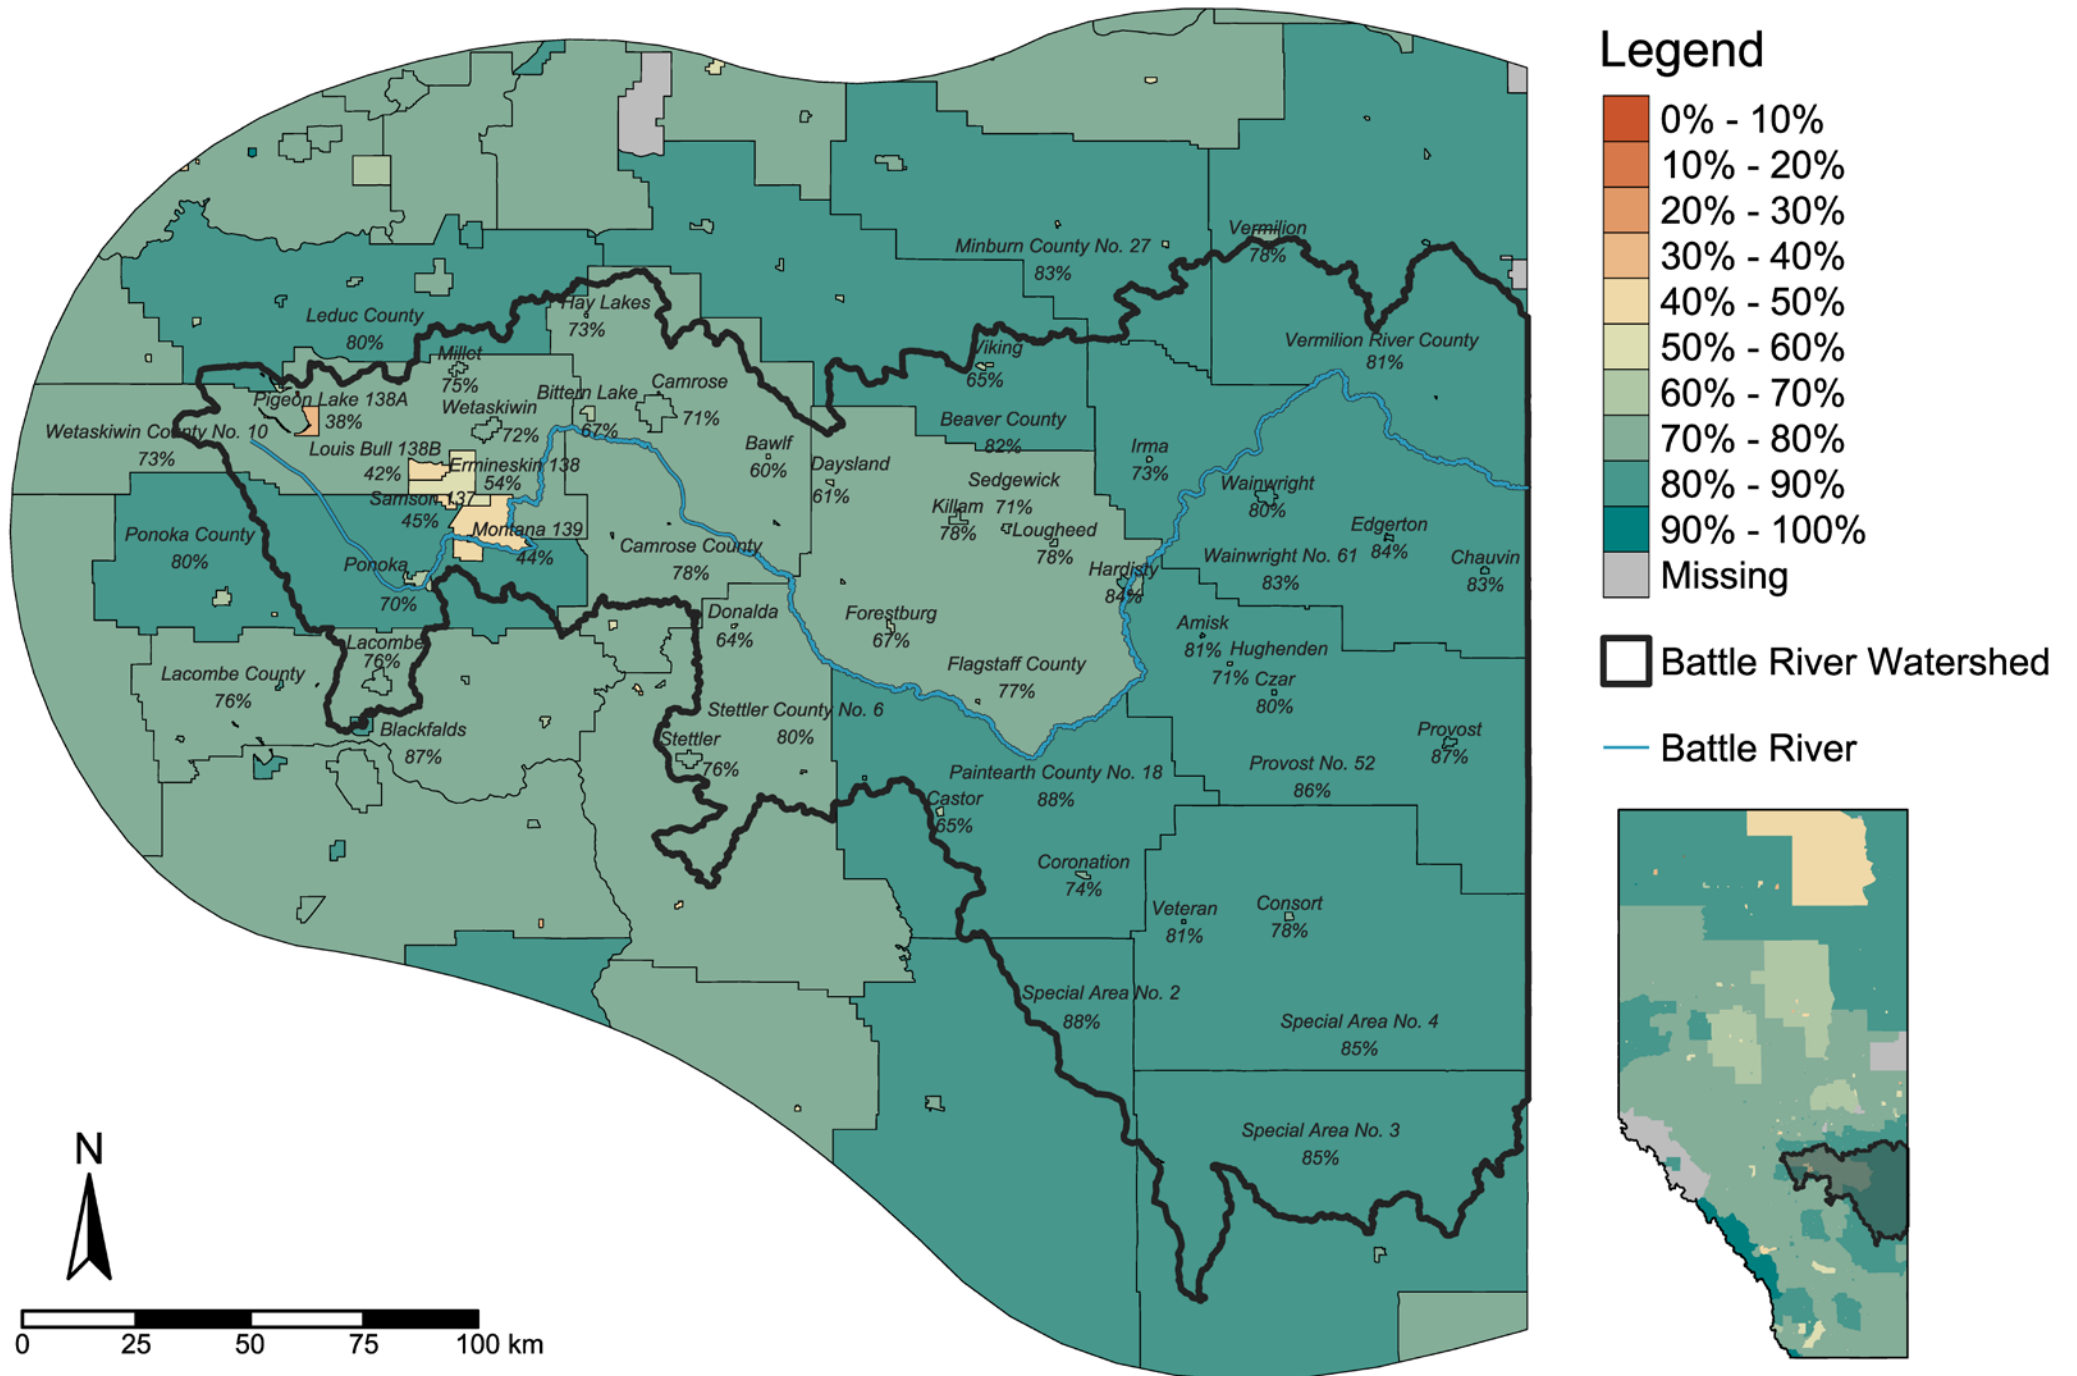 Legend
0% - 10%
10% - 20%
20% - 30%
30% - 40%
40% - 50%
50% - 60%
60% - 70%
70% - 80%
80% - 90%
90% - 100%
Missing
Battle River Watershed
Battle River
Vermilion
78%
Minburn County No. 27
83%
Hay Lakes
73%
Leduc County
80%
Vermilion River County
81%
Viking
65%
Millet
75%
Bittern Lake
67%
Camrose
71%
Pigeon Lake 138A
38%
Wetaskiwin
72%
Beaver County
82%
Wetaskiwin County No. 10
73%
Louis Bull 138B
42%
Bawlf
60%
Irma
73%
Ermineskin 138
54%
Daysland
61%
Sedgewick
71%
Wainwright
80%
Samson 137
45%
Killam
78%
Lougheed
78%
Edgerton
84%
Ponoka County
80%
Montana 139
44%
Camrose County
78%
Wainwright No. 61
83%
Chauvin
83%
Ponoka
70%
Hardisty
84%
Donalda
64%
Forestburg
67%
Amisk
81%
Hughenden
71%
Lacombe
76%
Lacombe County
76%
Flagstaff County
77%
Czar
80%
Stettler County No. 6
80%
Blackfalds
87%
Stettler
76%
Provost
87%
Paintearth County No. 18
88%
Provost No. 52
86%
Castor
65%
Coronation
74%
Veteran
81%
Consort
78%
Special Area No. 2
88%
Special Area No. 4
85%
Special Area No. 3
85%
N
0 25 50 75 100 km